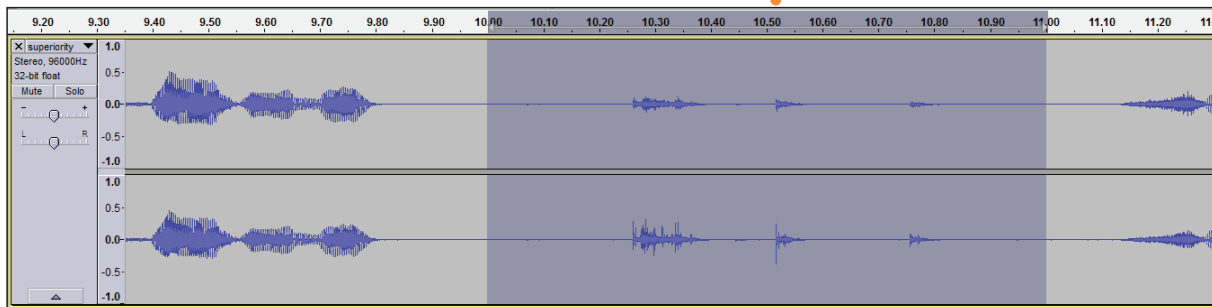 9.20 9.30 9.40 9.50 9.60 9.70 9.80 9.90 10.00 10.10 10.20 10.30 10.40 10.50 10.60 10.70 10.80 10.90 11.00 11.10 11.20
× superiority ▼
Stereo, 96000Hz
32-bit float
Mute Solo
- +
L R
1.0
0.5
0.0
-0.5
-1.0
1.0
0.5
0.0
-0.5
-1.0